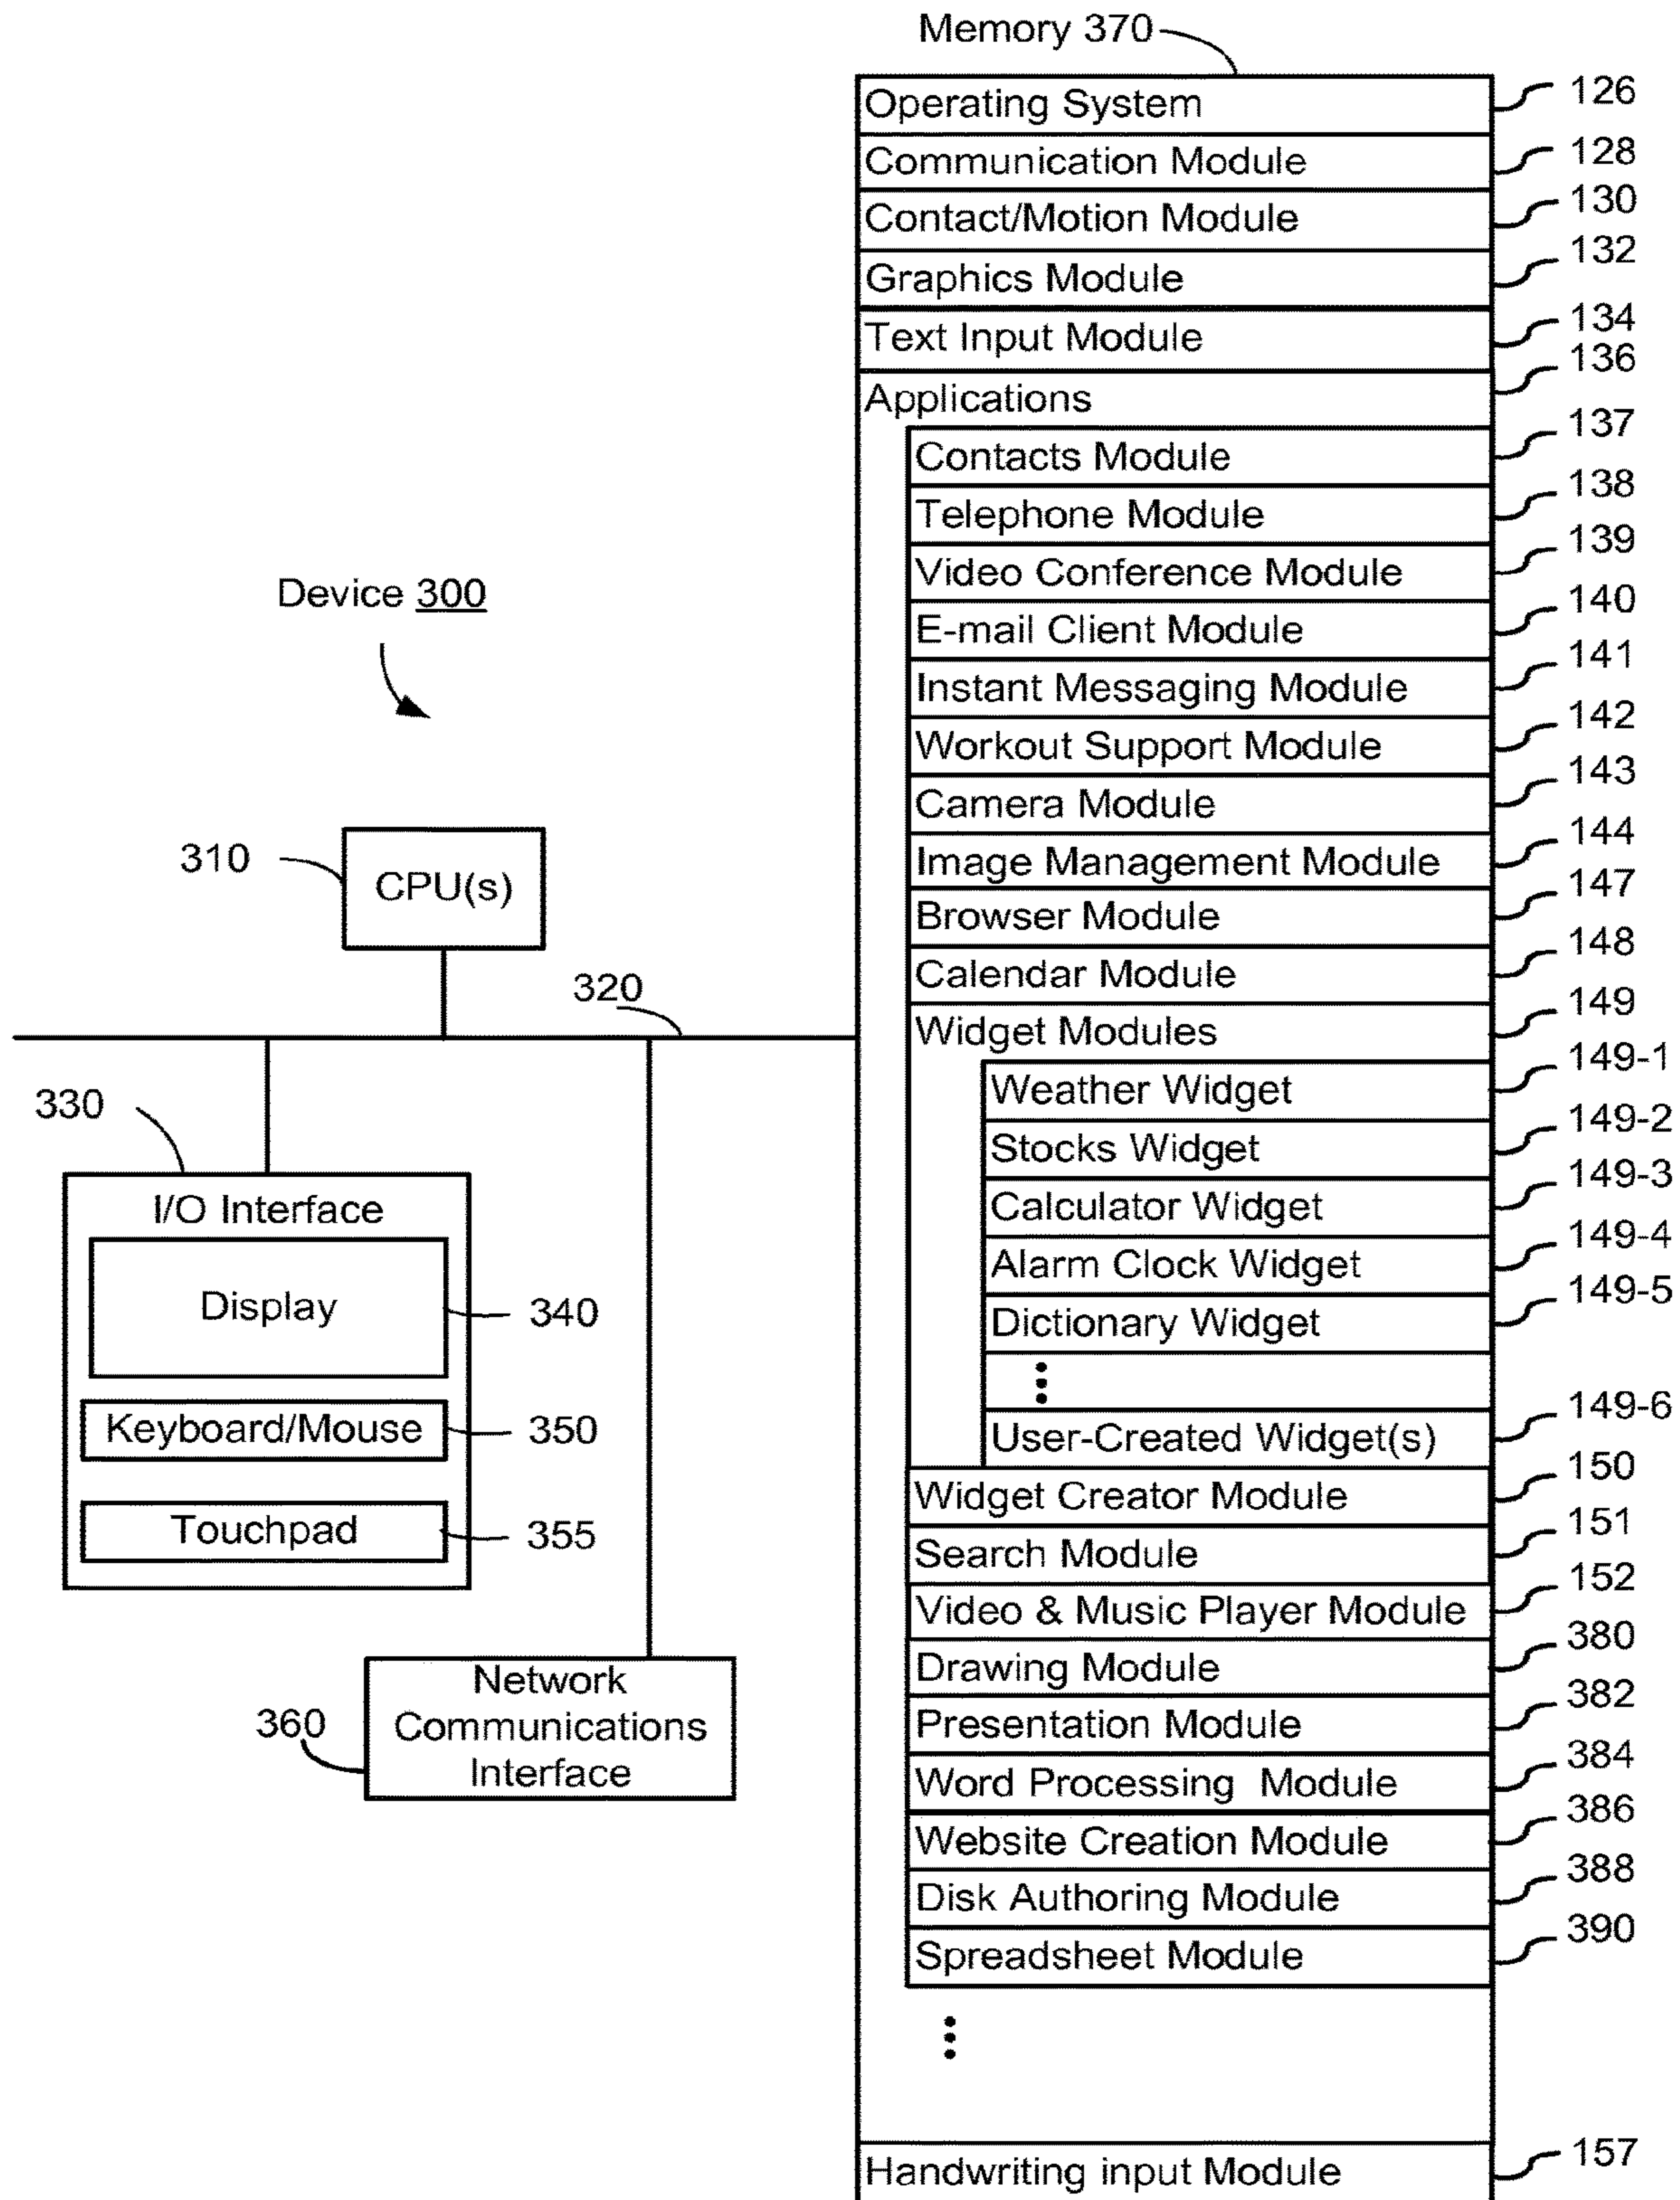 Memory 370
Operating System 126
Communication Module 128
Contact/Motion Module 130
Graphics Module 132
Text Input Module 134
Applications 136
Contacts Module 137
Telephone Module 138
Video Conference Module 139
E-mail Client Module 140
Instant Messaging Module 141
Workout Support Module 142
Camera Module 143
Image Management Module 144
Browser Module 147
Calendar Module 148
Widget Modules 149
Weather Widget 149-1
Stocks Widget 149-2
Calculator Widget 149-3
Alarm Clock Widget 149-4
Dictionary Widget 149-5
User-Created Widget(s) 149-6
Widget Creator Module 150
Search Module 151
Video & Music Player Module 152
Drawing Module 380
Presentation Module 382
Word Processing Module 384
Website Creation Module 386
Disk Authoring Module 388
Spreadsheet Module 390
Handwriting input Module 157
Device 300
310 CPU(s)
320
330
I/O Interface
Display 340
Keyboard/Mouse 350
Touchpad 355
360
Network
Communications
Interface